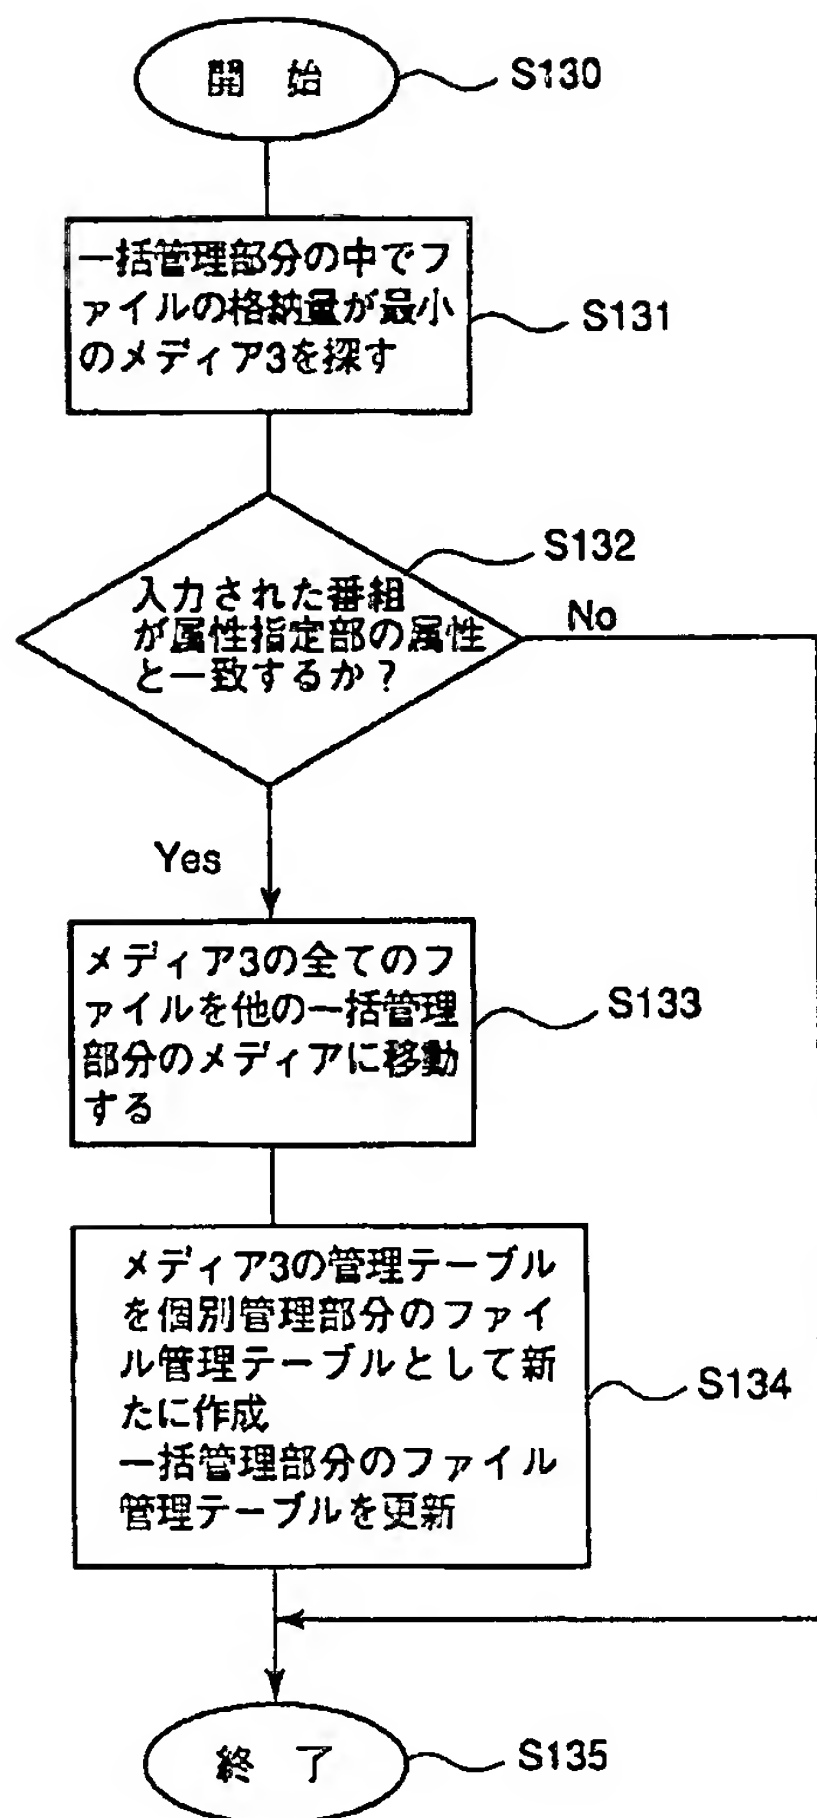 開 始
S130
一括管理部分の中でフ
ァイルの格納量が最小
のメディア3を探す
S131
S132
入力された番組
が属性指定部の属性
と一致するか？
No
Yes
メディア3の全てのフ
ァイルを他の一括管理
部分のメディアに移動
する
S133
メディア3の管理テーブル
を個別管理部分のファイ
ル管理テーブルとして新
たに作成
一括管理部分のファイル
管理テーブルを更新
S134
終 了
S135